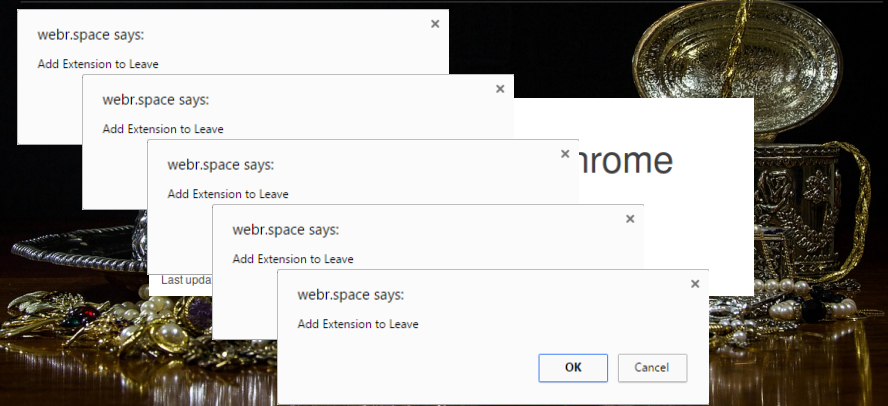 webr.space says:
Add Extension to Leave
webr.space says:
Add Extension to Leave
hrome
webr.space says:
Add Extension to Leave
webr.space says:
Add Extension to Leave
Last upda
webr.space says:
Add Extension to Leave
OK Cancel